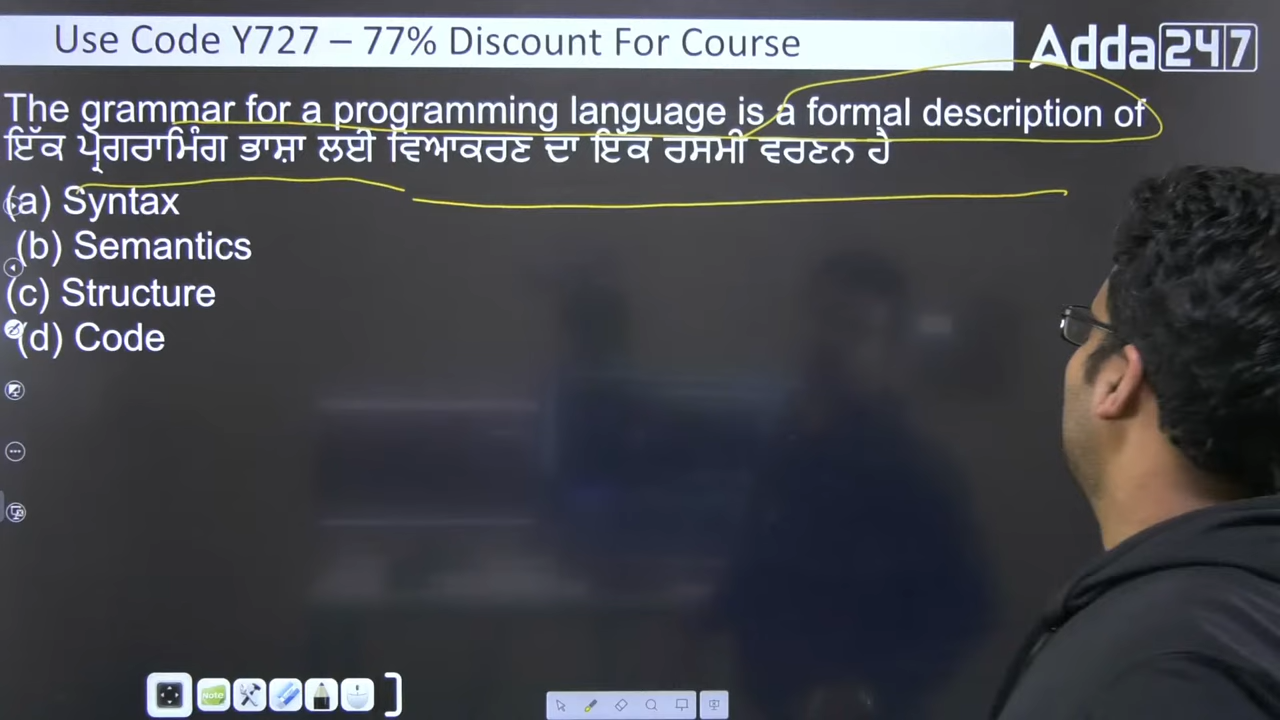 Use Code Y727 – 77% Discount For Course
Adda247
The grammar for a programming language is a formal description of
ਇੱਕ ਪ੍ਰੋਗਰਾਮਿੰਗ ਭਾਸ਼ਾ ਲਈ ਵਿਆਕਰਣ ਦਾ ਇੱਕ ਰਸਮੀ ਵਰਣਨ ਹੈ
(a) Syntax
(b) Semantics
(c) Structure
(d) Code
Note